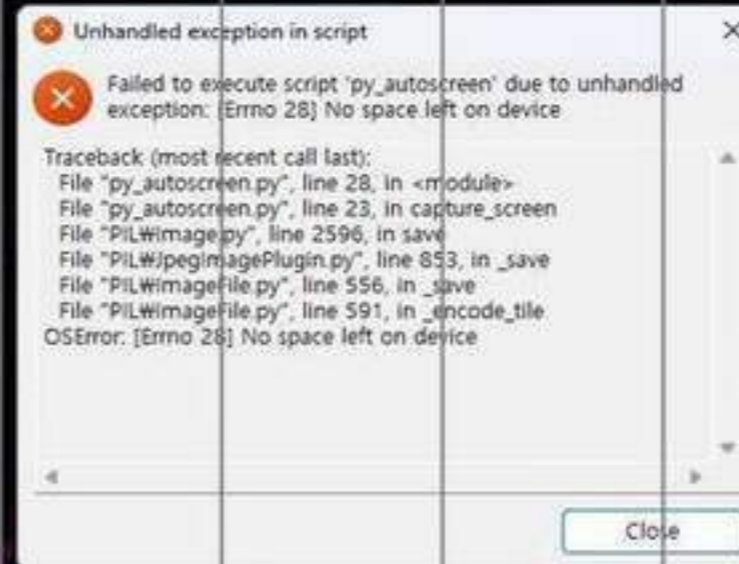 Unhandled exception in script
Failed to execute script 'py_autoscreen' due to unhandled
exception: [Errno 28] No space left on device
Traceback (most recent call last):
File "py_autoscreen.py", line 28, in <module>
File "py_autoscreen.py", line 23, in capture_screen
File "PIL₩Image.py", line 2596, in save
File "PIL₩JpegImagePlugin.py", line 853, in _save
File "PIL₩ImageFile.py", line 556, in _save
File "PIL₩ImageFile.py", line 591, in _encode_tile
OSError: [Errno 28] No space left on device
Close